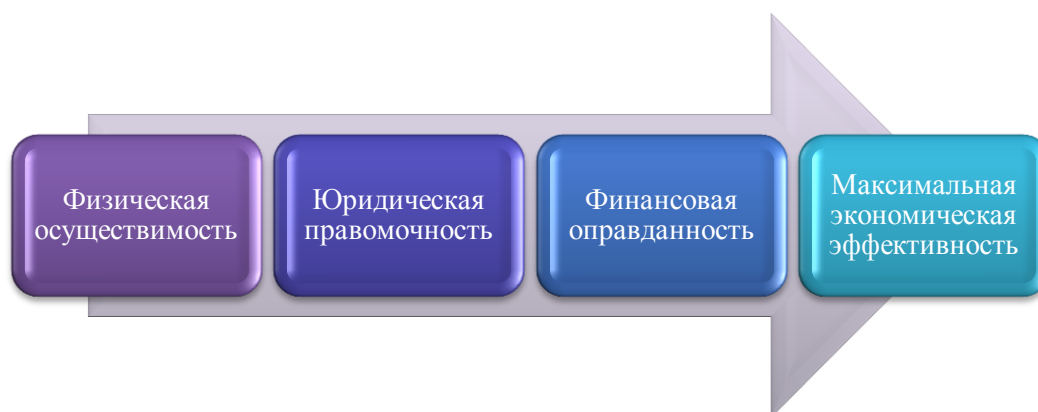 Физическая
осуществимость
Юридическая
правомочность
Финансовая
оправданность
Максимальная
экономическая
эффективность